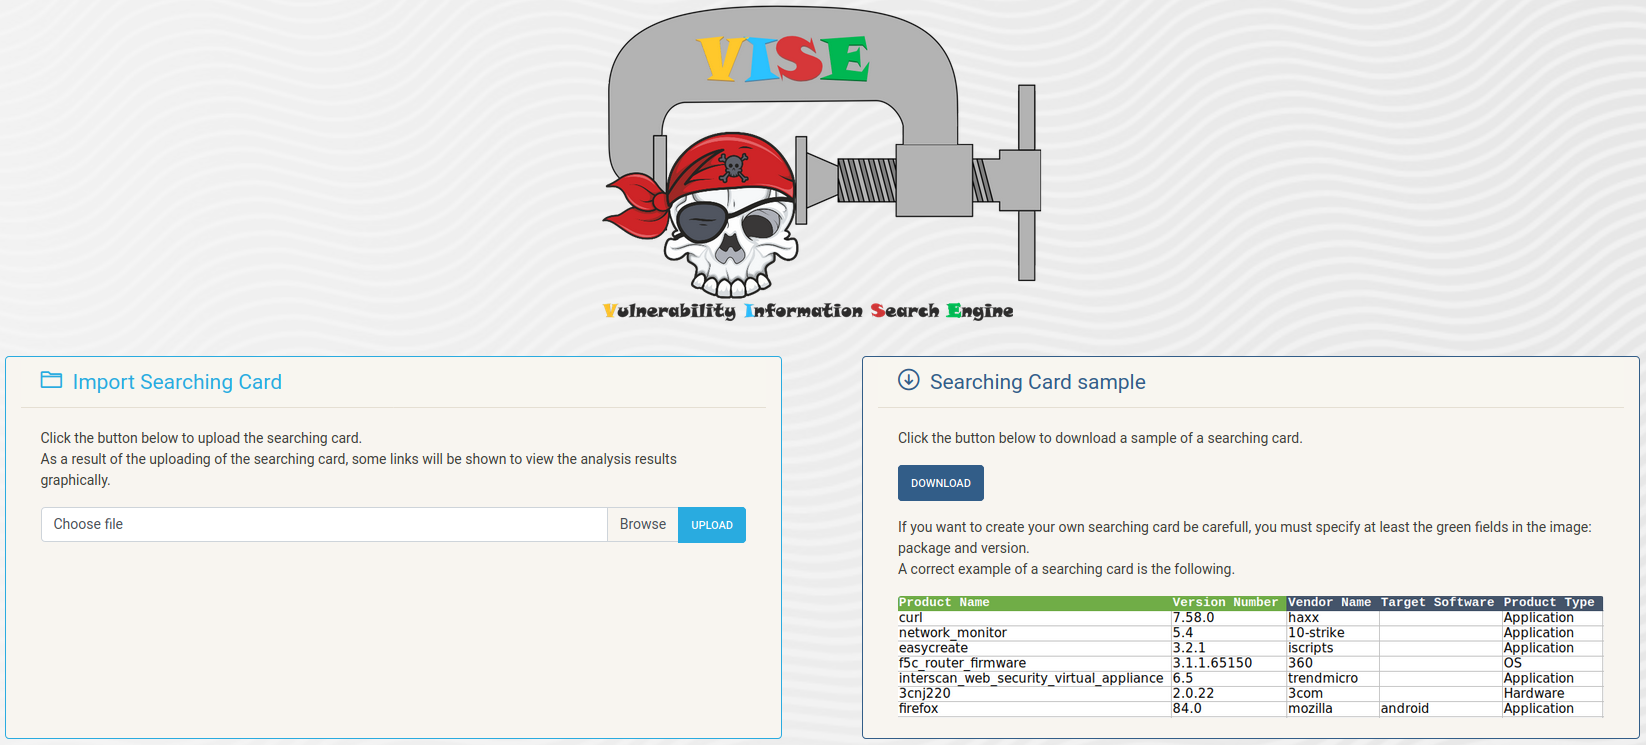 VISE
Vulnerability Information Search Engine
Import Searching Card
Click the button below to upload the searching card.
As a result of the uploading of the searching card, some links will be shown to view the analysis results
graphically.
Choose file Browse UPLOAD
Searching Card sample
Click the button below to download a sample of a searching card.
DOWNLOAD
If you want to create your own searching card be carefull, you must specify at least the green fields in the image:
package and version.
A correct example of a searching card is the following.
Product Name Version Number Vendor Name Target Software Product Type
curl 7.58.0 haxx Application
network_monitor 5.4 10-strike Application
easycreate 3.2.1 iscripts Application
f5c_router_firmware 3.1.1.65150 360 OS
interscan_web_security_virtual_appliance 6.5 trendmicro Application
3cnj220 2.0.22 3com Hardware
firefox 84.0 mozilla android Application